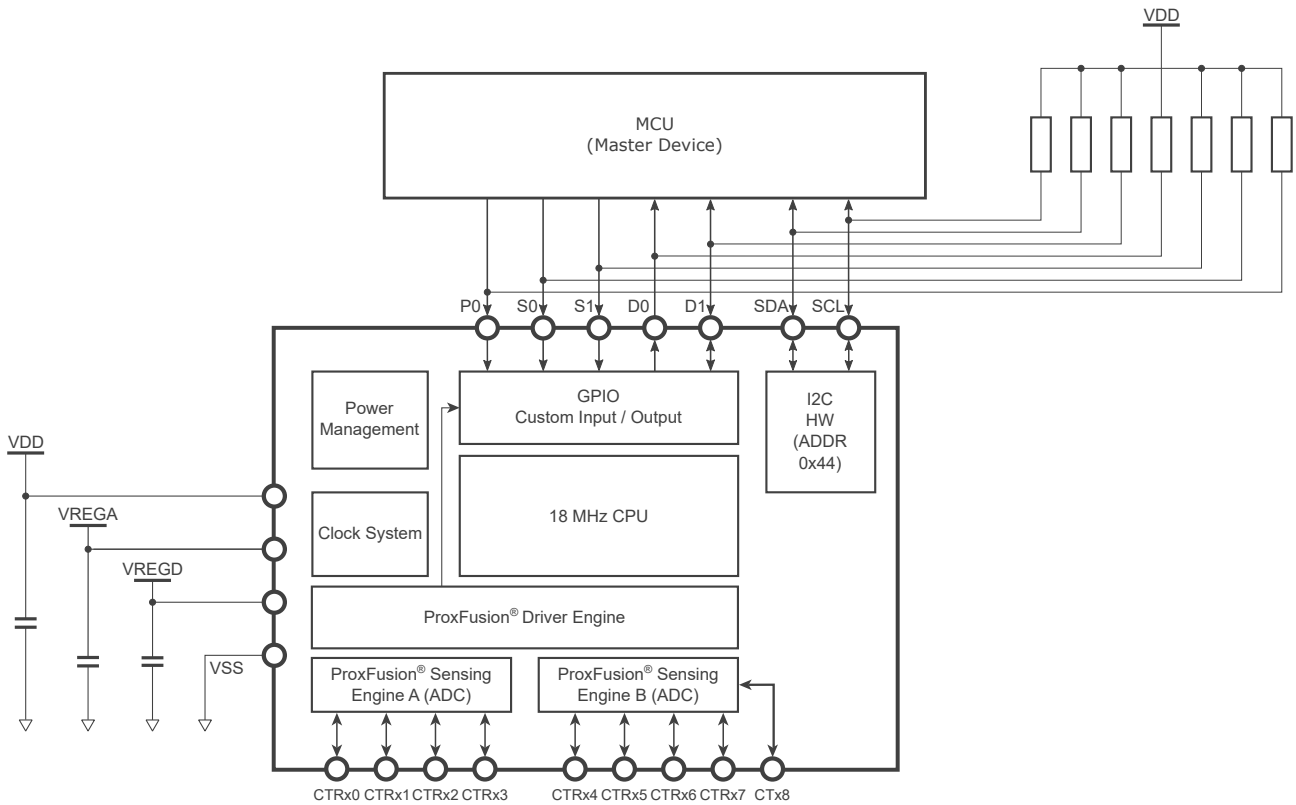 VDD
MCU
(Master Device)
P0
S0
S1
D0
D1
SDA
SCL
Power
Management
GPIO
Custom Input / Output
I2C
HW
(ADDR
0x44)
VDD
VREGA
VREGD
VSS
Clock System
18 MHz CPU
ProxFusion® Driver Engine
ProxFusion® Sensing
Engine A (ADC)
ProxFusion® Sensing
Engine B (ADC)
CTRx0 CTRx1 CTRx2 CTRx3
CTRx4 CTRx5 CTRx6 CTRx7 CTx8